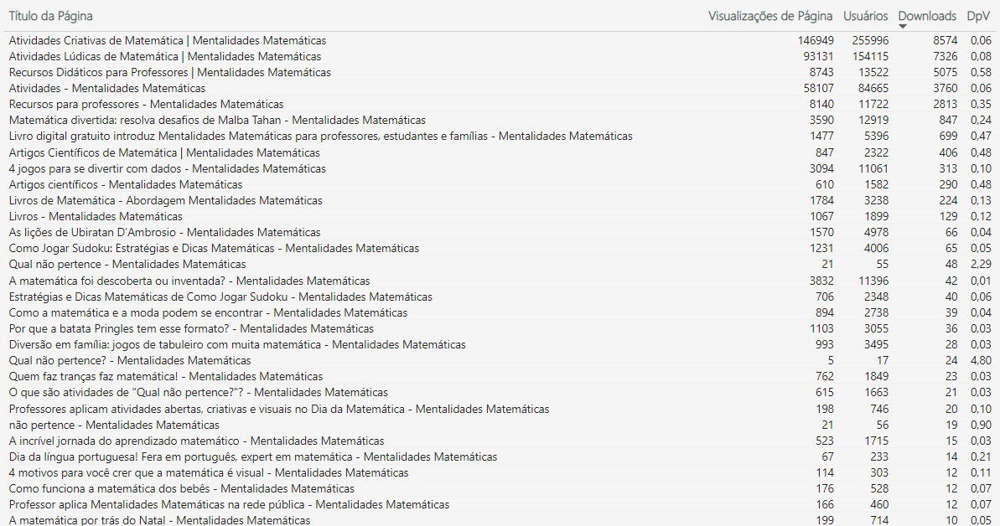 Título da Página Visualizações de Página Usuários Downloads DpV
Atividades Criativas de Matemática | Mentalidades Matemáticas 146949 255996 8574 0,06
Atividades Lúdicas de Matemática | Mentalidades Matemáticas 93131 154115 7326 0,08
Recursos Didáticos para Professores | Mentalidades Matemáticas 8743 13522 5075 0,58
Atividades - Mentalidades Matemáticas 58107 84665 3760 0,06
Recursos para professores - Mentalidades Matemáticas 8140 11722 2813 0,35
Matemática divertida: resolva desafios de Malba Tahan - Mentalidades Matemáticas 3590 12919 847 0,24
Livro digital gratuito introduz Mentalidades Matemáticas para professores, estudantes e famílias - Mentalidades Matemáticas 1477 5396 699 0,47
Artigos Científicos de Matemática | Mentalidades Matemáticas 847 2322 406 0,48
4 jogos para se divertir com dados - Mentalidades Matemáticas 3094 11061 313 0,10
Artigos científicos - Mentalidades Matemáticas 610 1582 290 0,48
Livros de Matemática - Abordagem Mentalidades Matemáticas 1784 3238 224 0,13
Livros - Mentalidades Matemáticas 1067 1899 129 0,12
As lições de Ubiratan D'Ambrosio - Mentalidades Matemáticas 1570 4978 66 0,04
Como Jogar Sudoku: Estratégias e Dicas Matemáticas - Mentalidades Matemáticas 1231 4006 65 0,05
Qual não pertence - Mentalidades Matemáticas 21 55 48 2,29
A matemática foi descoberta ou inventada? - Mentalidades Matemáticas 3832 11396 42 0,01
Estratégias e Dicas Matemáticas de Como Jogar Sudoku - Mentalidades Matemáticas 706 2348 40 0,06
Como a matemática e a moda podem se encontrar - Mentalidades Matemáticas 894 2738 39 0,04
Por que a batata Pringles tem esse formato? - Mentalidades Matemáticas 1103 3055 36 0,03
Diversão em família: jogos de tabuleiro com muita matemática - Mentalidades Matemáticas 993 3495 28 0,03
Qual não pertence? - Mentalidades Matemáticas 5 17 24 4,80
Quem faz tranças faz matemática! - Mentalidades Matemáticas 762 1849 23 0,03
O que são atividades de "Qual não pertence?"? - Mentalidades Matemáticas 615 1663 21 0,03
Professores aplicam atividades abertas, criativas e visuais no Dia da Matemática - Mentalidades Matemáticas 198 746 20 0,10
não pertence - Mentalidades Matemáticas 21 56 19 0,90
A incrível jornada do aprendizado matemático - Mentalidades Matemáticas 523 1715 15 0,03
Dia da língua portuguesa! Fera em português, expert em matemática - Mentalidades Matemáticas 67 233 14 0,21
4 motivos para você crer que a matemática é visual - Mentalidades Matemáticas 114 303 12 0,11
Como funciona a matemática dos bebês - Mentalidades Matemáticas 176 528 12 0,07
Professor aplica Mentalidades Matemáticas na rede pública - Mentalidades Matemáticas 166 460 12 0,07
A matemática por trás do Natal - Mentalidades Matemáticas 199 714 10 0,05